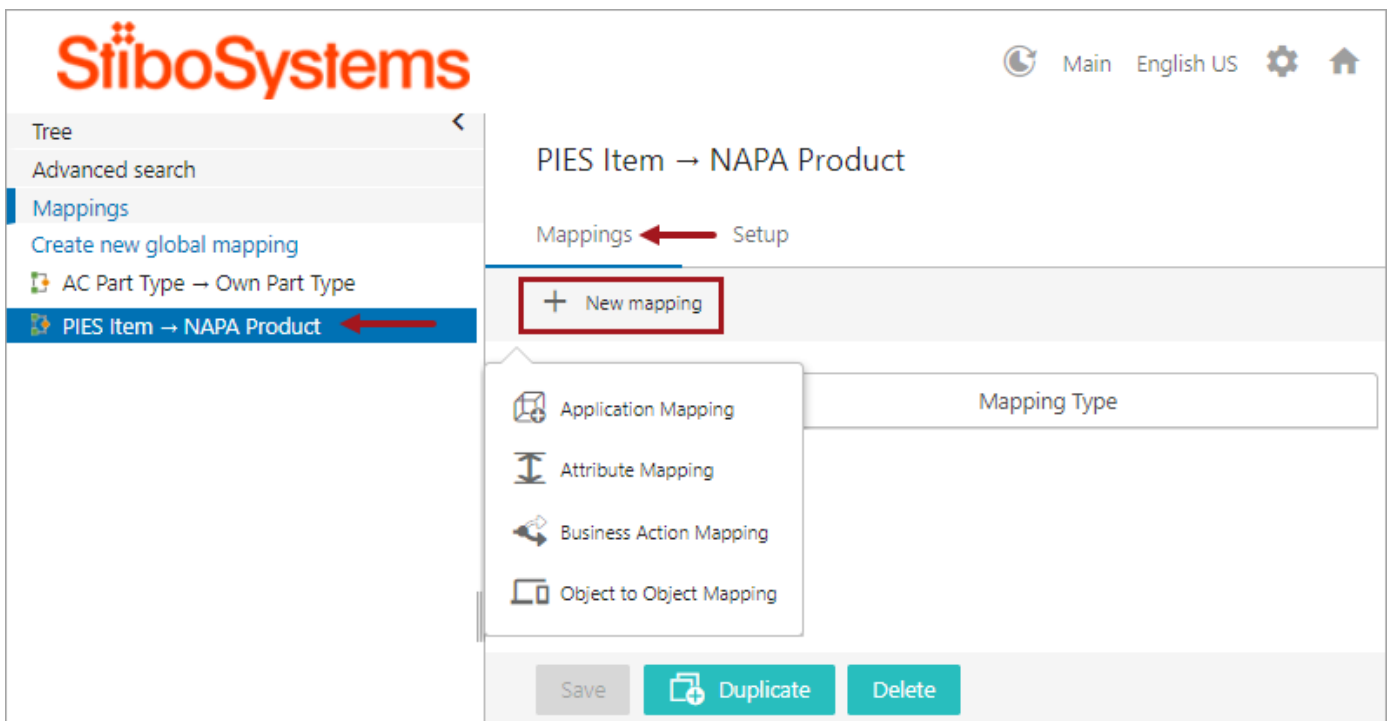 StiboSystems
Main English US
Tree
Advanced search
Mappings
Create new global mapping
AC Part Type → Own Part Type
PIES Item → NAPA Product
PIES Item → NAPA Product
Mappings Setup
+ New mapping
Application Mapping
Attribute Mapping
Business Action Mapping
Object to Object Mapping
Mapping Type
Save Duplicate Delete